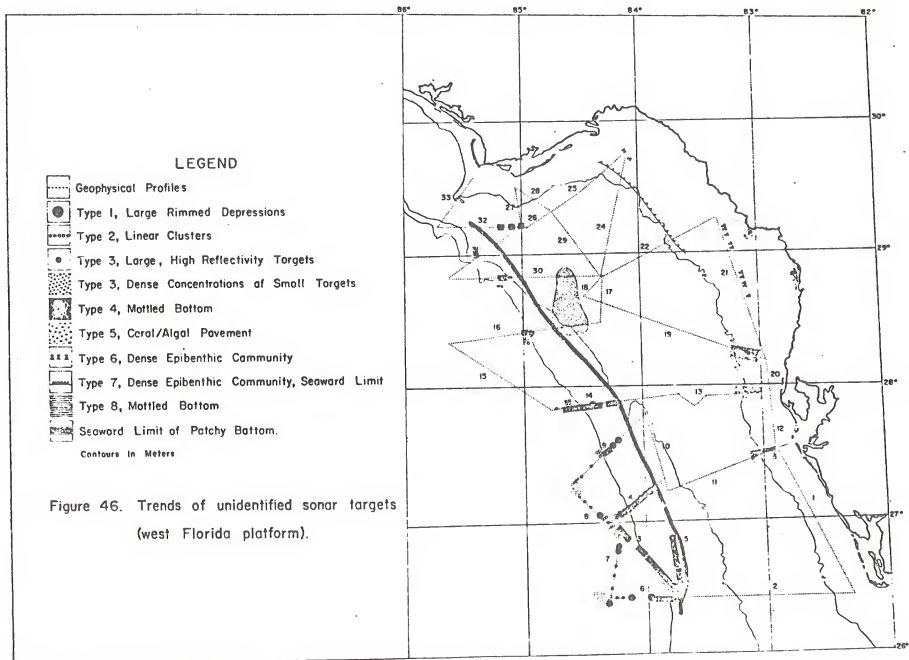 86°
85°
84°
83°
82°
30°
29°
28°
27°
26°
LEGEND
Geophysical Profiles
Type 1, Large Rimmed Depressions
Type 2, Linear Clusters
Type 3, Large, High Reflectivity Targets
Type 3, Dense Concentrations of Small Targets
Type 4, Mottled Bottom
Type 5, Coral/Algal Pavement
Type 6, Dense Epibenthic Community
Type 7, Dense Epibenthic Community, Seaward Limit
Type 8, Mottled Bottom
Seaword Limit of Patchy Bottom.
Contours in Meters
Figure 46. Trends of unidentified sonar targets
(west Florida platform).
33
32
27
28
26
25
24
29
22
30
18
17
21
16
19
15
20
14
13
12
9
10
11
4
8
3
5
7
6
2
1